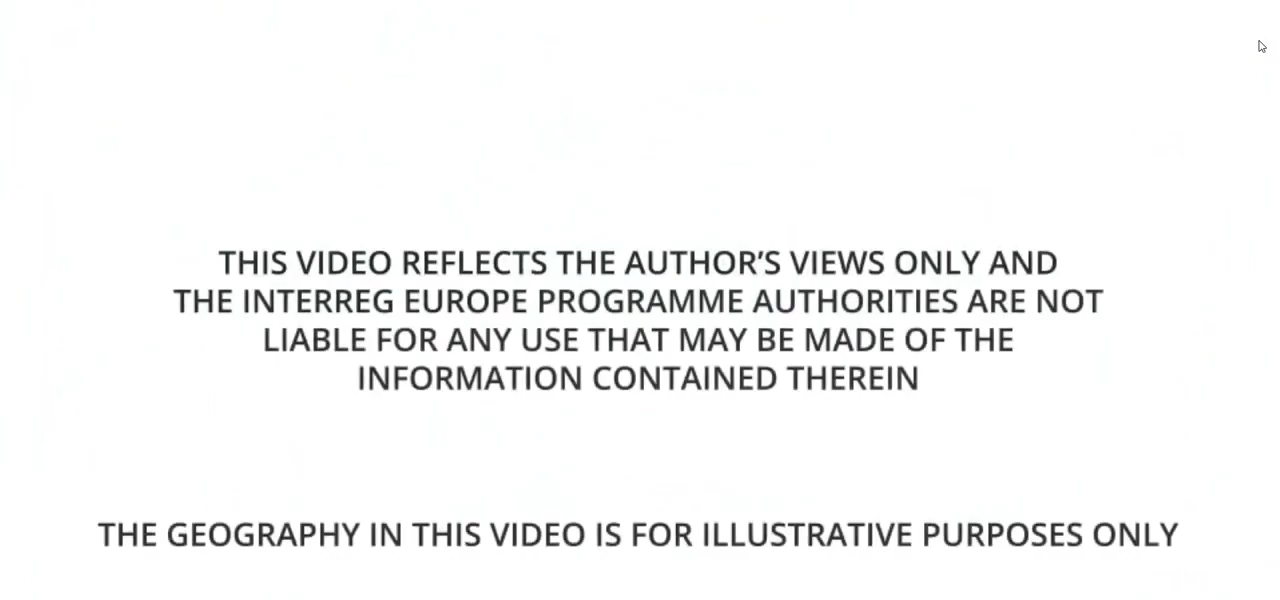 THIS VIDEO REFLECTS THE AUTHOR’S VIEWS ONLY AND
THE INTERREG EUROPE PROGRAMME AUTHORITIES ARE NOT
LIABLE FOR ANY USE THAT MAY BE MADE OF THE
INFORMATION CONTAINED THEREIN
THE GEOGRAPHY IN THIS VIDEO IS FOR ILLUSTRATIVE PURPOSES ONLY